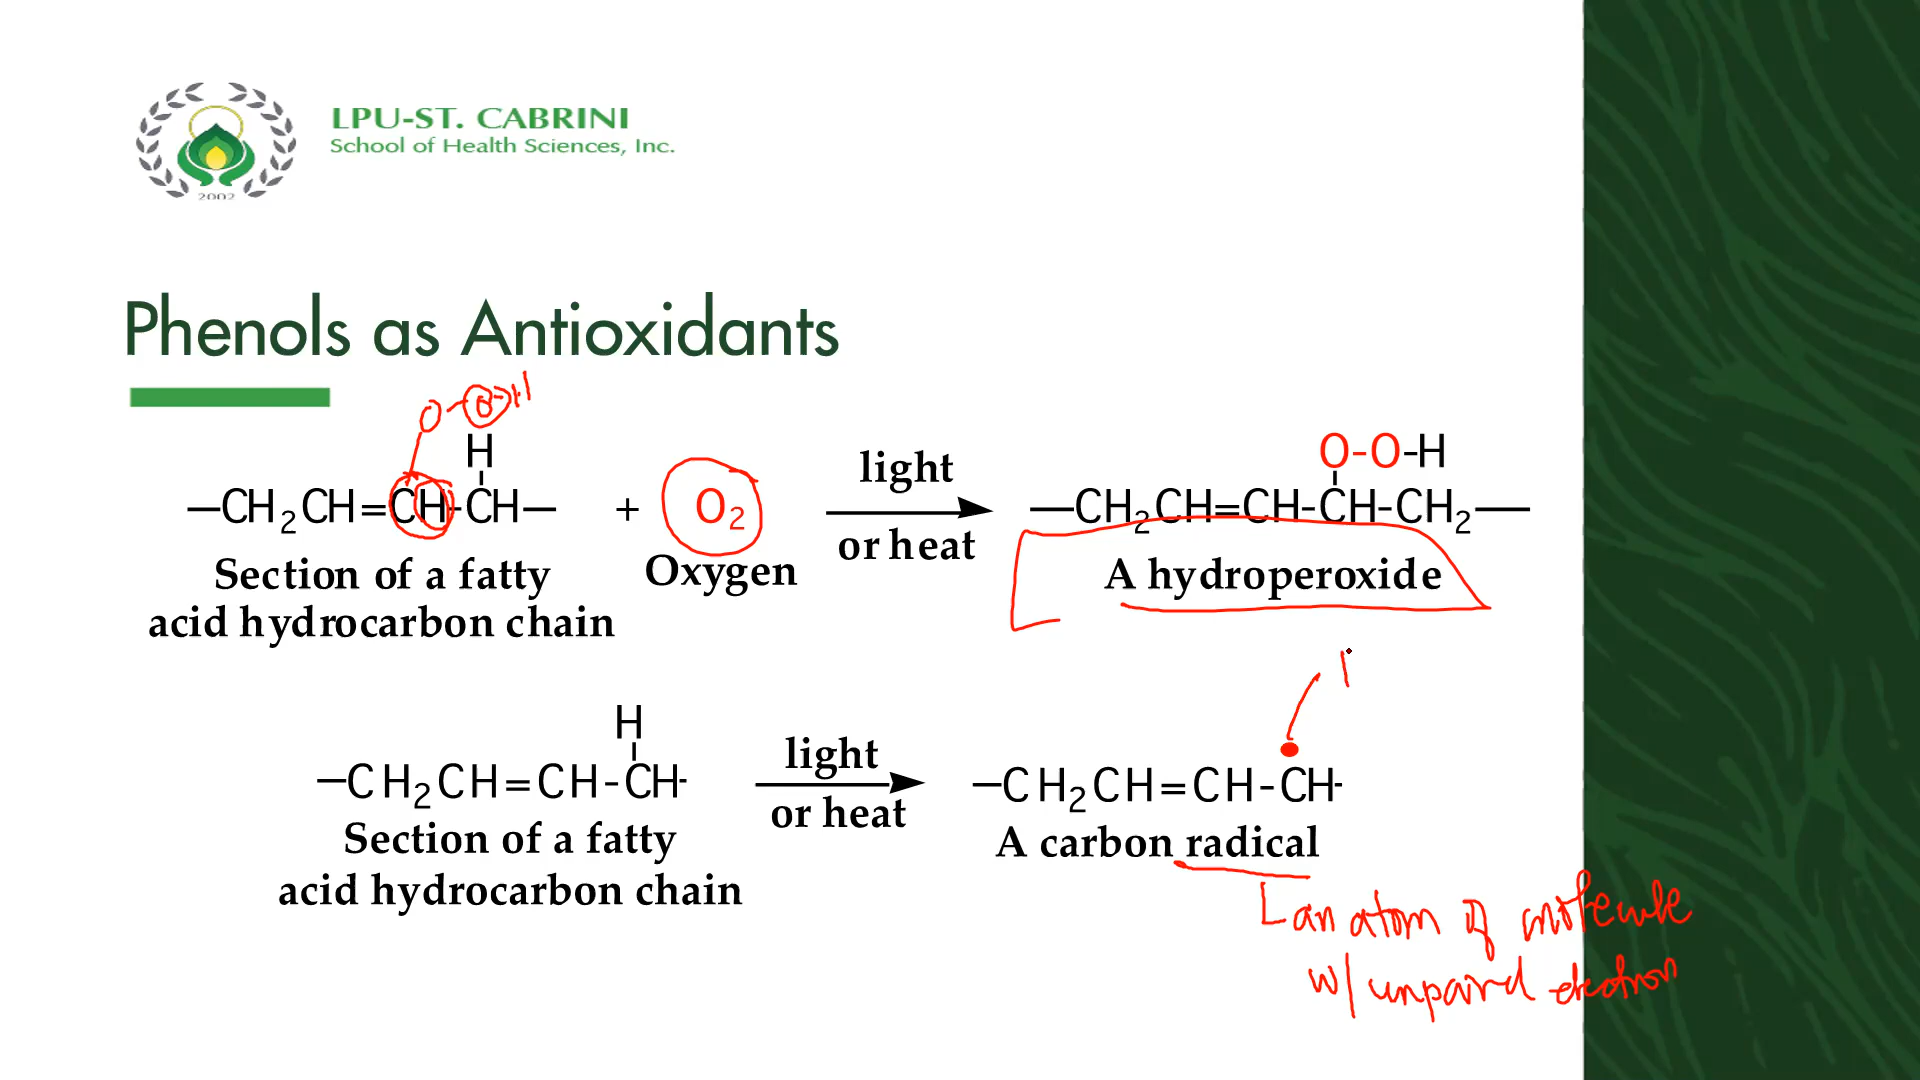 LPU-ST. CABRINI
School of Health Sciences, Inc.
2002
Phenols as Antioxidants
O-O-H
H
—CH₂CH=CH-CH— + O₂ light O-O-H
or heat —CH₂CH=CH-CH-CH₂—
Section of a fatty Oxygen A hydroperoxide
acid hydrocarbon chain
H
—CH₂CH=CH-CH- light —CH₂CH=CH-CH-
or heat
Section of a fatty A carbon radical
acid hydrocarbon chain
an atom of molecule
w/ unpaired electron